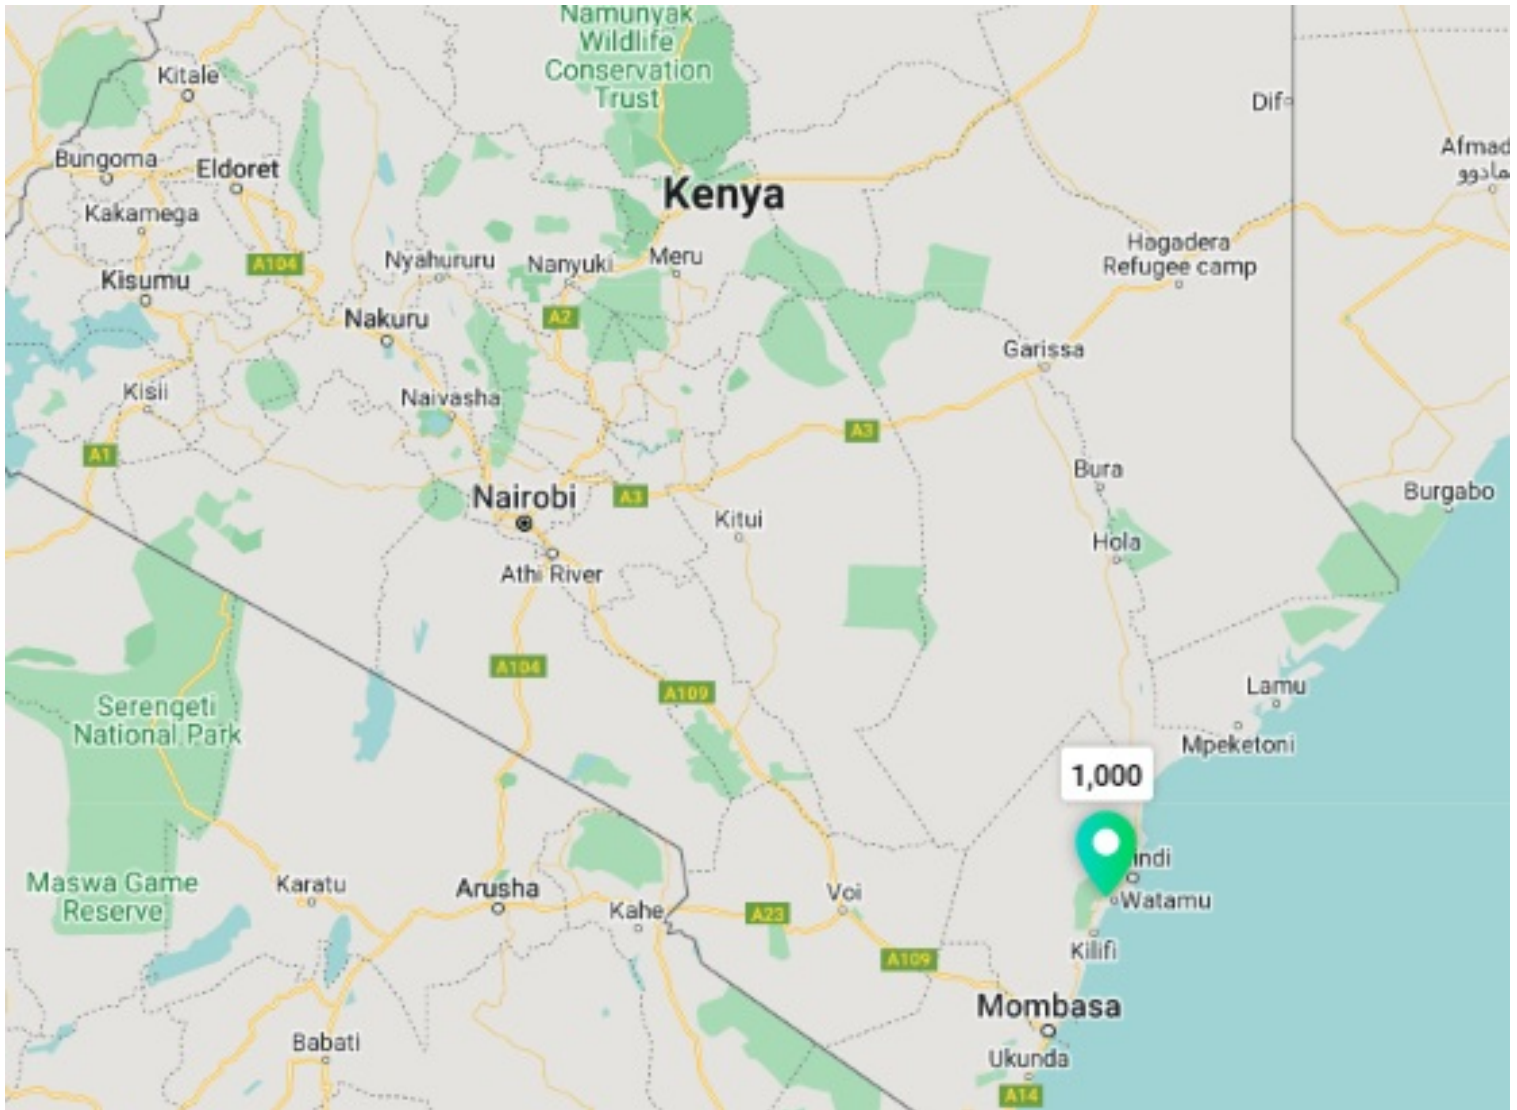 Namunyak
Wildlife
Conservation
Trust
Kitale
Dif
Bungoma
Eldoret
Afmad
Kenya
Kakamega
Hagadera
Refugee camp
A104
Nyahururu
Nanyuki
Meru
Kisumu
Nakuru
A2
Garissa
Kisii
Naivasha
A3
A1
Bura
Burgabo
Nairobi
A3
Kitui
Hola
Athi River
A104
A109
Lamu
Serengeti
National Park
Mpeketoni
1,000
indi
Maswa Game
Reserve
Karatu
Arusha
Voi
Watamu
Kahe
A23
Kilifi
A109
Mombasa
Babati
Ukunda
A14